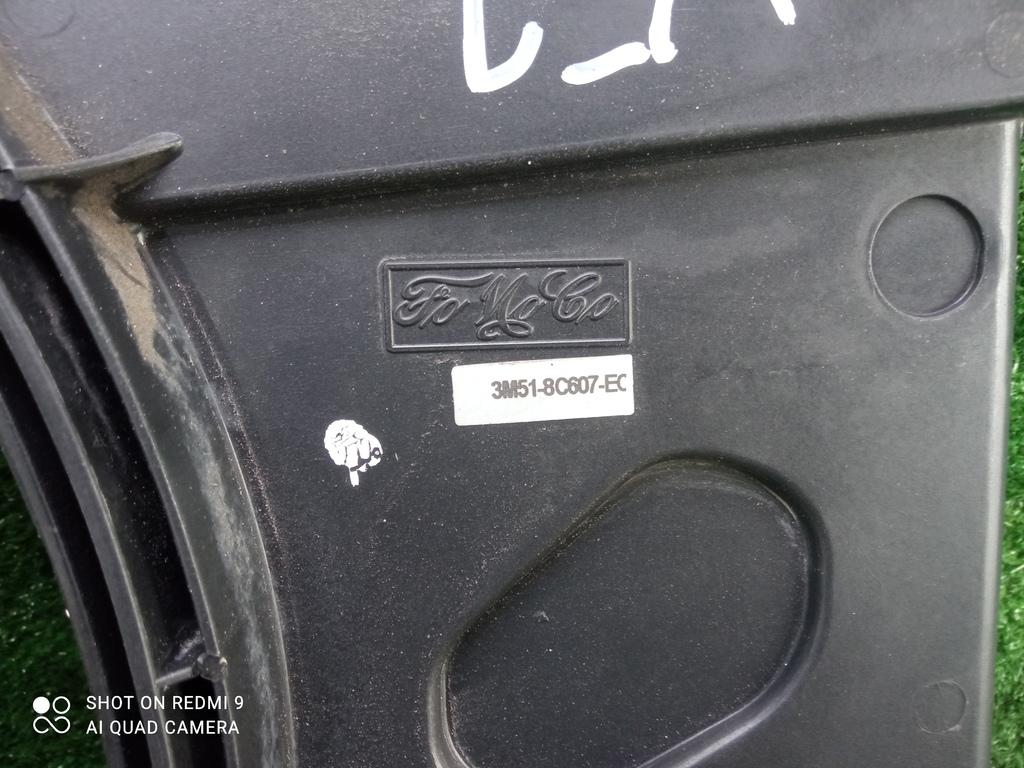 FoMoCo
3M51-8C607-EC
SHOT ON REDMI 9
AI QUAD CAMERA